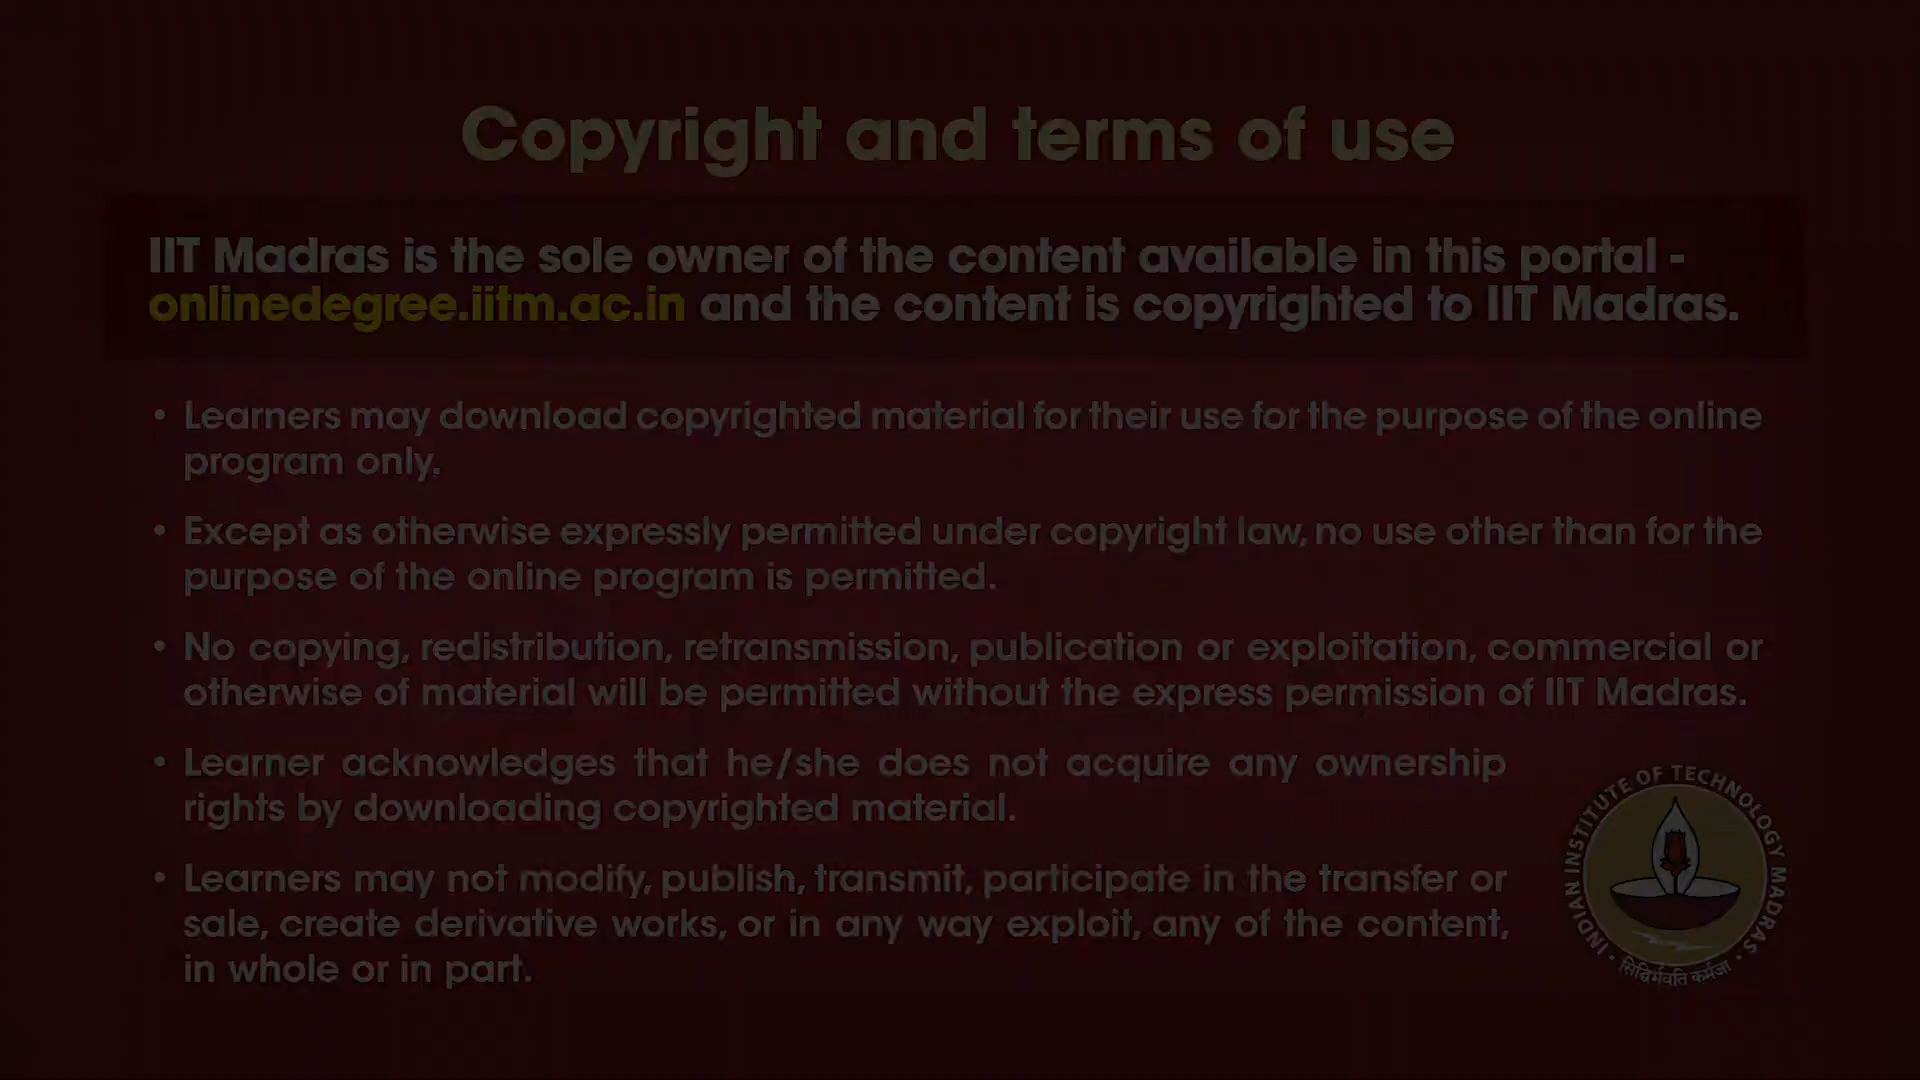 Copyright and terms of use
IIT Madras is the sole owner of the content available in this portal -
onlinedegree.iitm.ac.in and the content is copyrighted to IIT Madras.
• Learners may download copyrighted material for their use for the purpose of the online
program only.
• Except as otherwise expressly permitted under copyright law, no use other than for the
purpose of the online program is permitted.
• No copying, redistribution, retransmission, publication or exploitation, commercial or
otherwise of material will be permitted without the express permission of IIT Madras.
• Learner acknowledges that he/she does not acquire any ownership
rights by downloading copyrighted material.
• Learners may not modify, publish, transmit, participate in the transfer or
sale, create derivative works, or in any way exploit, any of the content,
in whole or in part.
INDIAN INSTITUTE OF TECHNOLOGY MADRAS
सिद्धिर्भवति कर्मजा